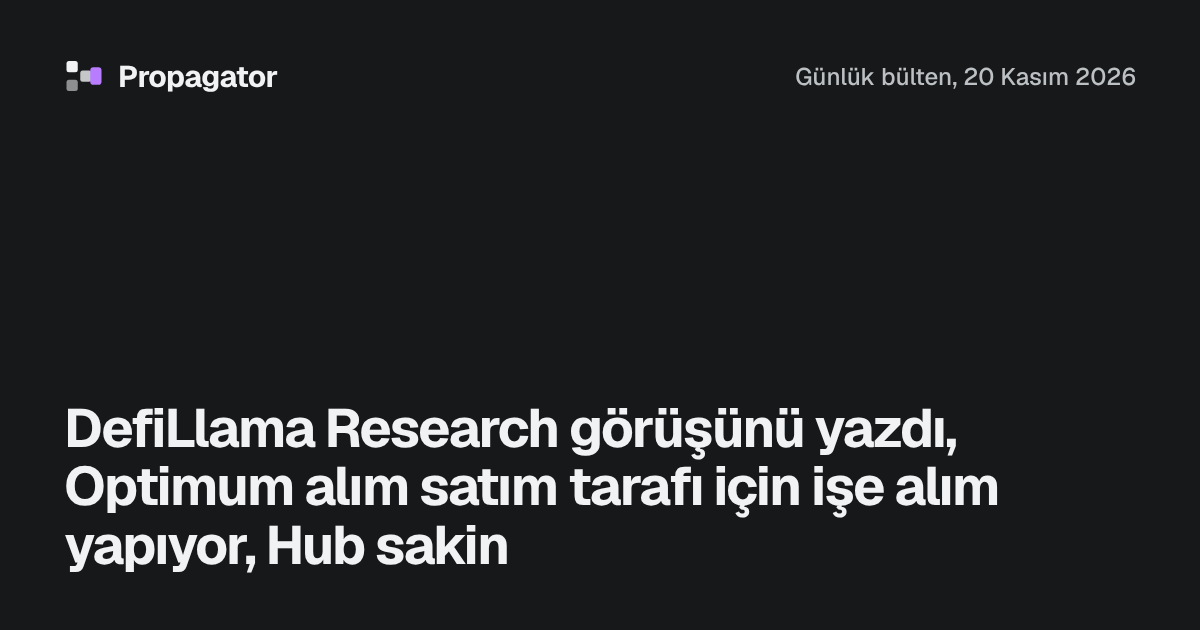 Propagator
Günlük bülten, 20 Kasım 2026
DefiLlama Research görüşünü yazdı,
Optimum alım satım tarafı için işe alım
yapıyor, Hub sakin